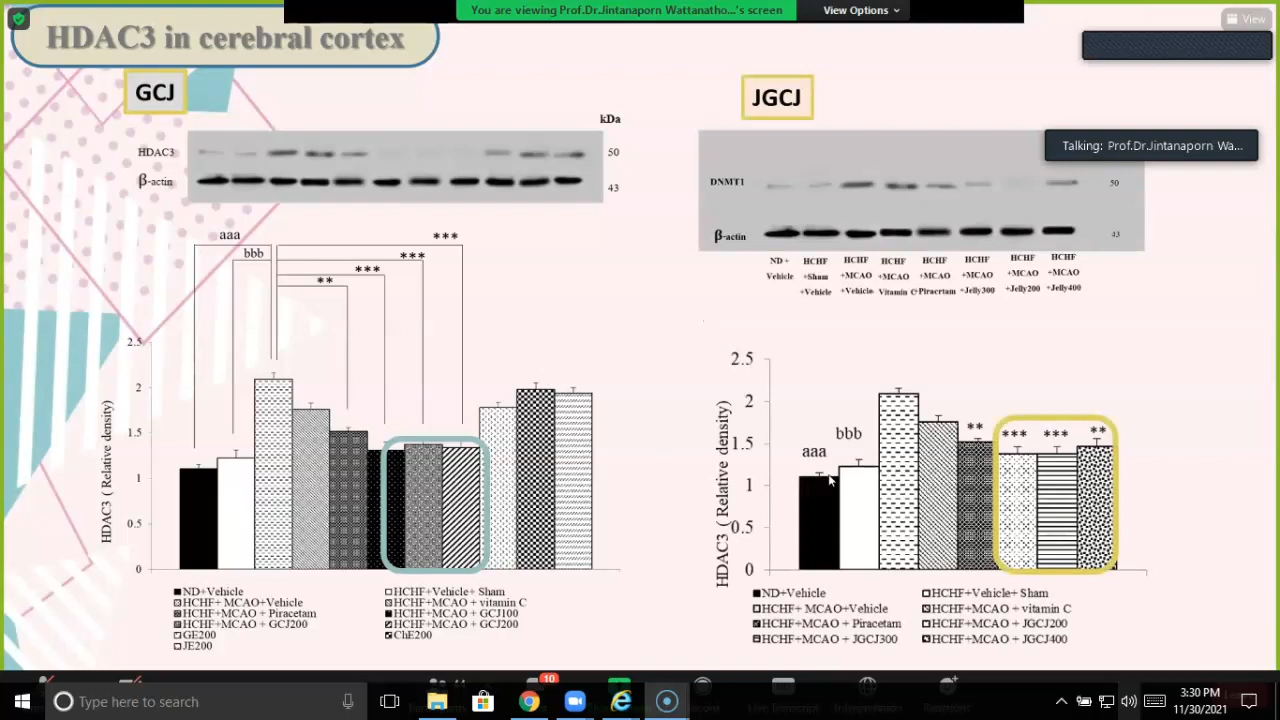 You are viewing Prof.Dr.Jintanaporn Wattanatho...'s screen
View Options
View
HDAC3 in cerebral cortex
GCJ
kDa
HDAC3
50
β-actin
43
aaa
bbb
***
***
***
**
2.5
2
1.5
1
0.5
0
HDAC3 ( Relative density)
ND+Vehicle
HCHF+Vehicle+ Sham
HCHF+ MCAO+Vehicle
HCHF+MCAO + vitamin C
HCHF+MCAO + Piracetam
HCHF+MCAO + GCJ100
HCHF+MCAO + GCJ200
HCHF+MCAO + GCJ200
GE200
ChE200
JE200
JGCJ
Talking: Prof.Dr.Jintanaporn Wa...
DNMT1
50
β-actin
43
ND + Vehicle
HCHF +Sham +Vehicle
HCHF +MCAO +Vehicle
HCHF +MCAO Vitamin C
HCHF +MCAO +Piracrtam
HCHF +MCAO +Jelly300
HCHF +MCAO +Jelly200
HCHF +MCAO +Jelly400
2.5
2
1.5
1
0.5
0
HDAC3 ( Relative density)
aaa
bbb
**
***
***
**
ND+Vehicle
HCHF+Vehicle+ Sham
HCHF+ MCAO+Vehicle
HCHF+MCAO + vitamin C
HCHF+MCAO + Piracetam
HCHF+MCAO + JGCJ200
HCHF+MCAO + JGCJ300
HCHF+MCAO + JGCJ400
10
Type here to search
3:30 PM
11/30/2021